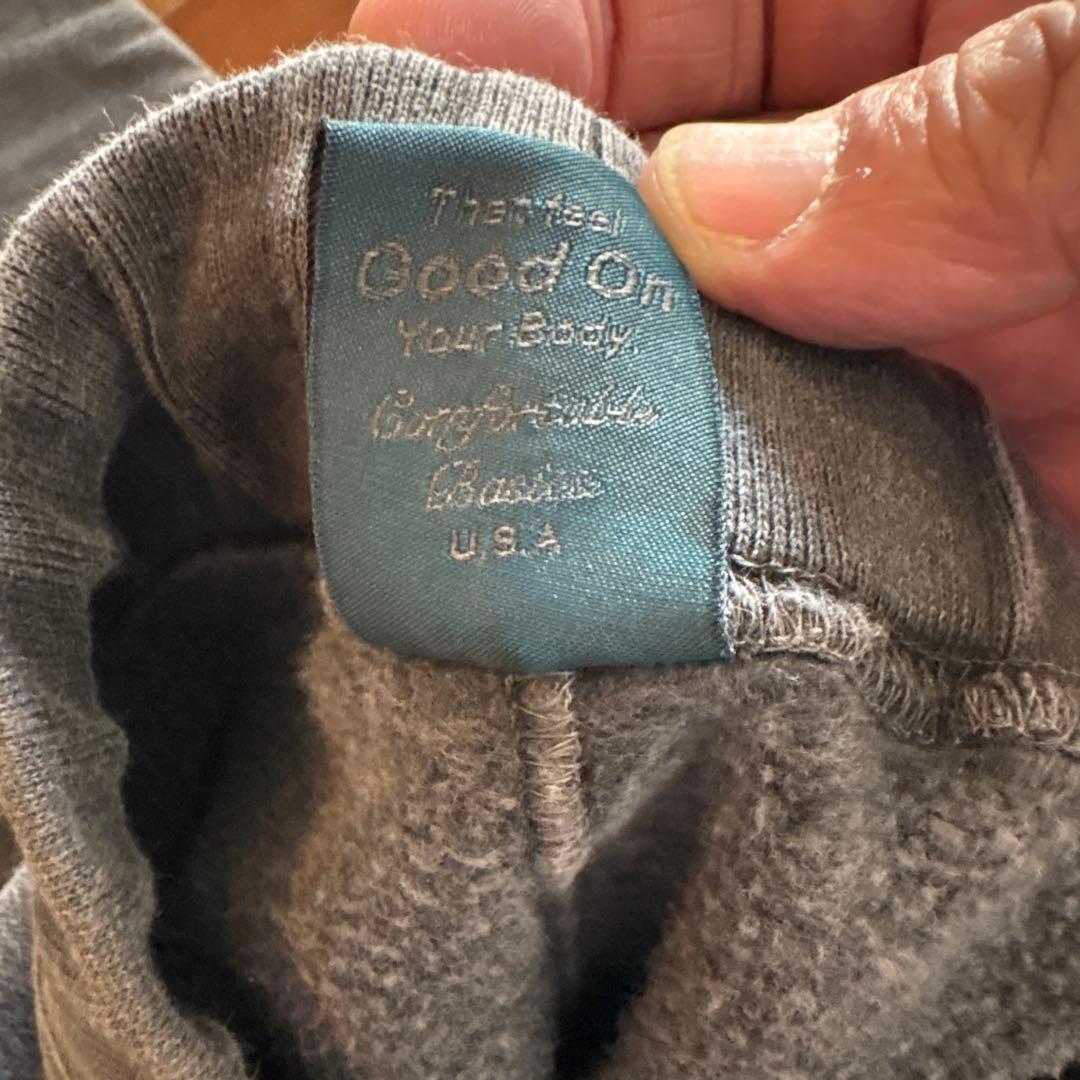 That feel
Good On
Your Body.
Comfortable
Basics
U.S.A